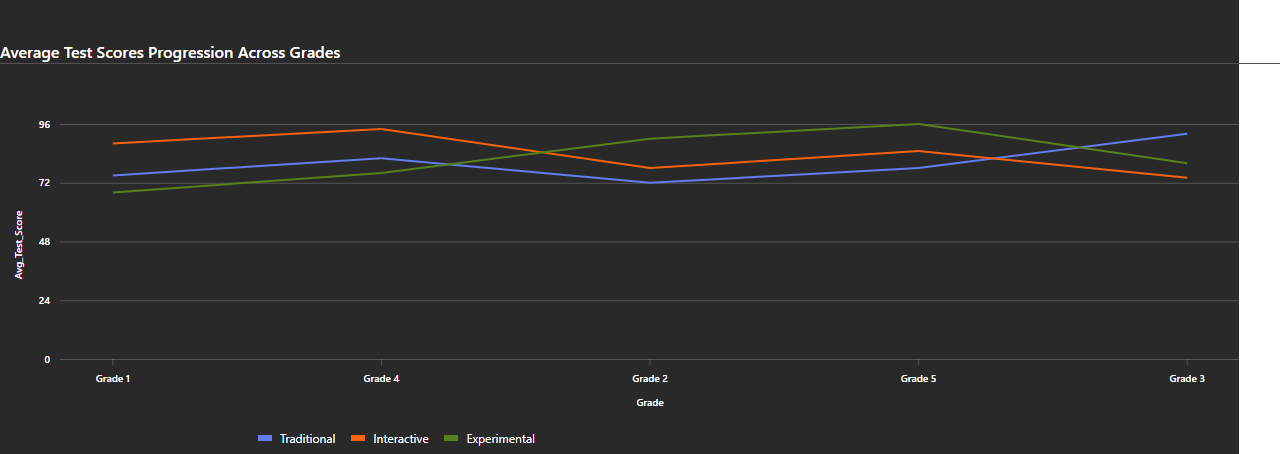 Average Test Scores Progression Across Grades
96
72
48
24
0
Avg_Test_Score
Grade 1 Grade 4 Grade 2 Grade 5 Grade 3
Grade
Traditional Interactive Experimental